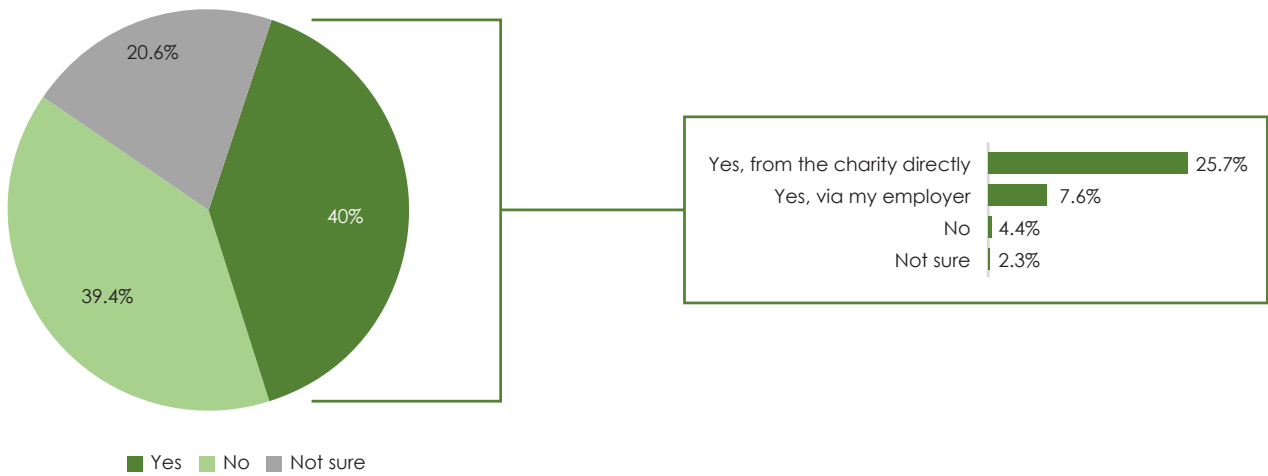 20.6%
40%
39.4%
Yes No Not sure
Yes, from the charity directly 25.7%
Yes, via my employer 7.6%
No 4.4%
Not sure 2.3%